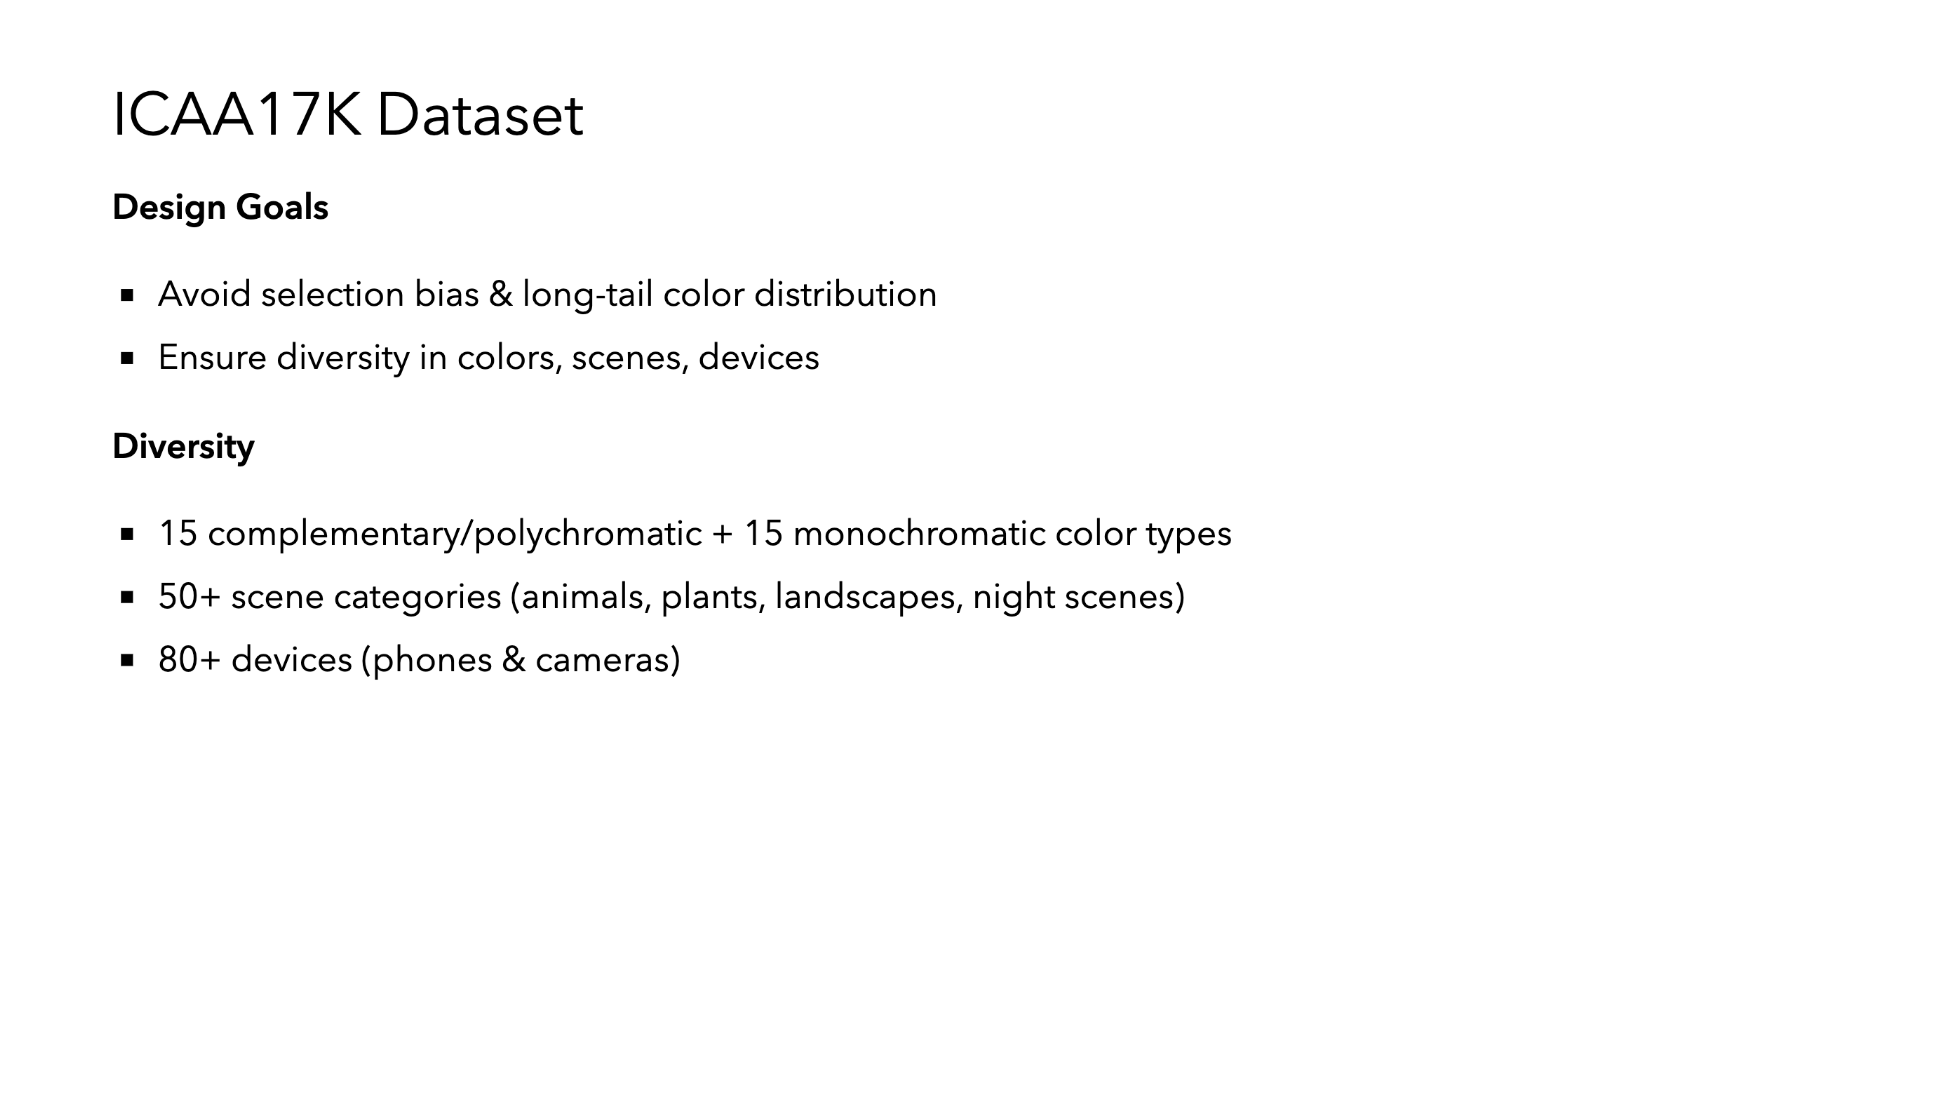 ICAA17K Dataset
Design Goals
▪ Avoid selection bias & long-tail color distribution
▪ Ensure diversity in colors, scenes, devices
Diversity
▪ 15 complementary/polychromatic + 15 monochromatic color types
▪ 50+ scene categories (animals, plants, landscapes, night scenes)
▪ 80+ devices (phones & cameras)